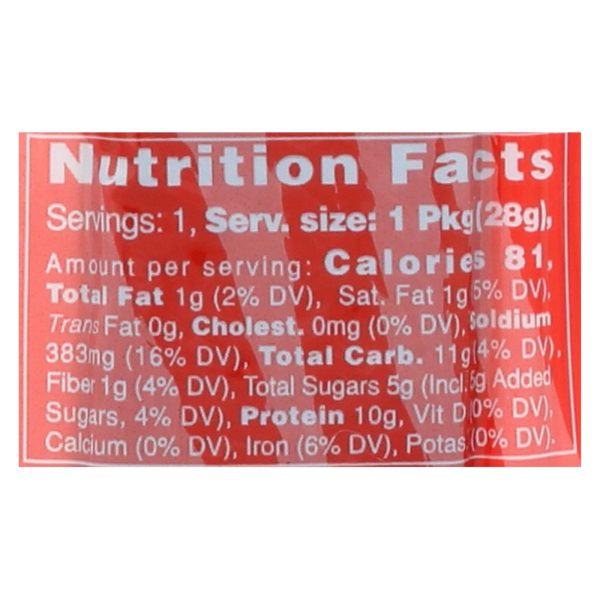 Nutrition Facts
Servings: 1, Serv. size: 1 Pkg(28g),
Amount per serving: Calories 81,
Total Fat 1g (2% DV), Sat. Fat 1g(5% DV),
Trans Fat 0g, Cholest. 0mg (0% DV), Soldium
383mg (16% DV), Total Carb. 11g(4% DV),
Fiber 1g (4% DV), Total Sugars 5g (Incl. 5g Added
Sugars, 4% DV), Protein 10g, Vit D(0% DV),
Calcium (0% DV), Iron (6% DV), Potas.(0% DV).